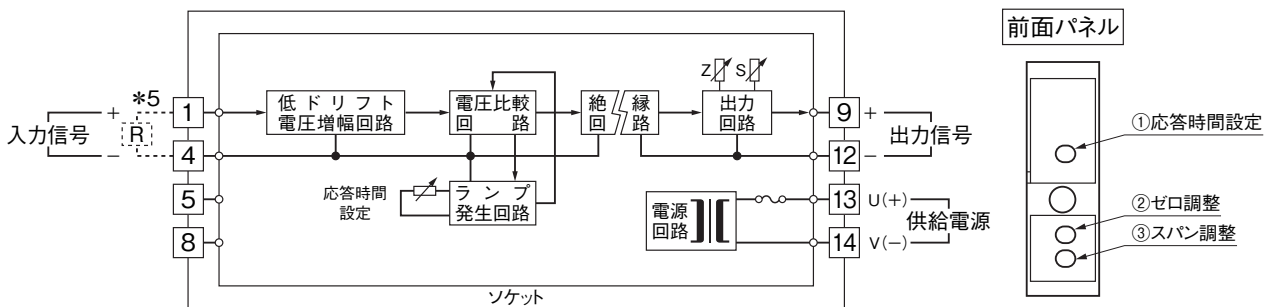 前面パネル
*5
入力信号
+
R
−
1
4
5
8
低ドリフト
電圧増幅回路
電圧比較
回路
絶縁
回路
Z
S
出力
回路
応答時間
設定
ランプ
発生回路
電源
回路
9
+
出力信号
12
−
13
U(+)
供給電源
14
V(−)
ソケット
①応答時間設定
②ゼロ調整
③スパン調整